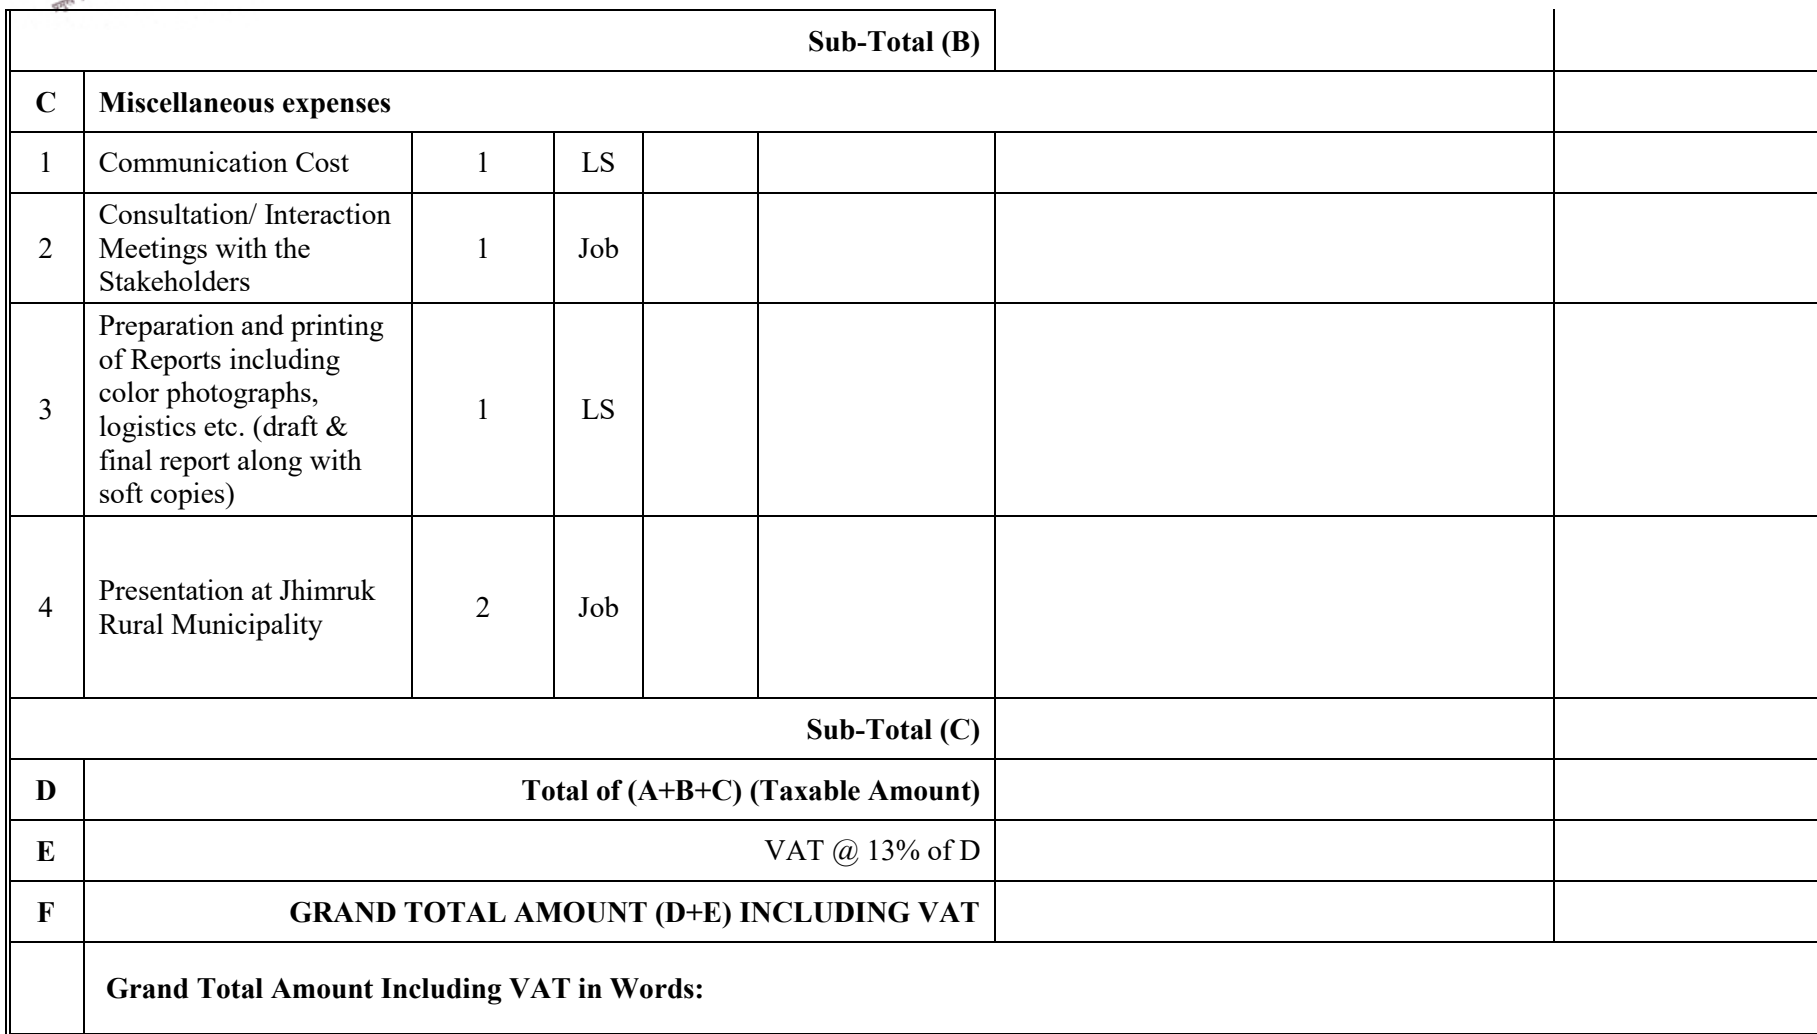 Sub-Total (B)
C Miscellaneous expenses
1 Communication Cost 1 LS
Consultation/ Interaction
2 Meetings with the 1 Job
Stakeholders
Preparation and printing
of Reports including
color photographs,
3 logistics etc. (draft & 1 LS
final report along with
soft copies)
4 Presentation at Jhimruk 2 Job
Rural Municipality
Sub-Total (C)
D Total of (A+B+C) (Taxable Amount)
E VAT @ 13% of D
F GRAND TOTAL AMOUNT (D+E) INCLUDING VAT
Grand Total Amount Including VAT in Words: